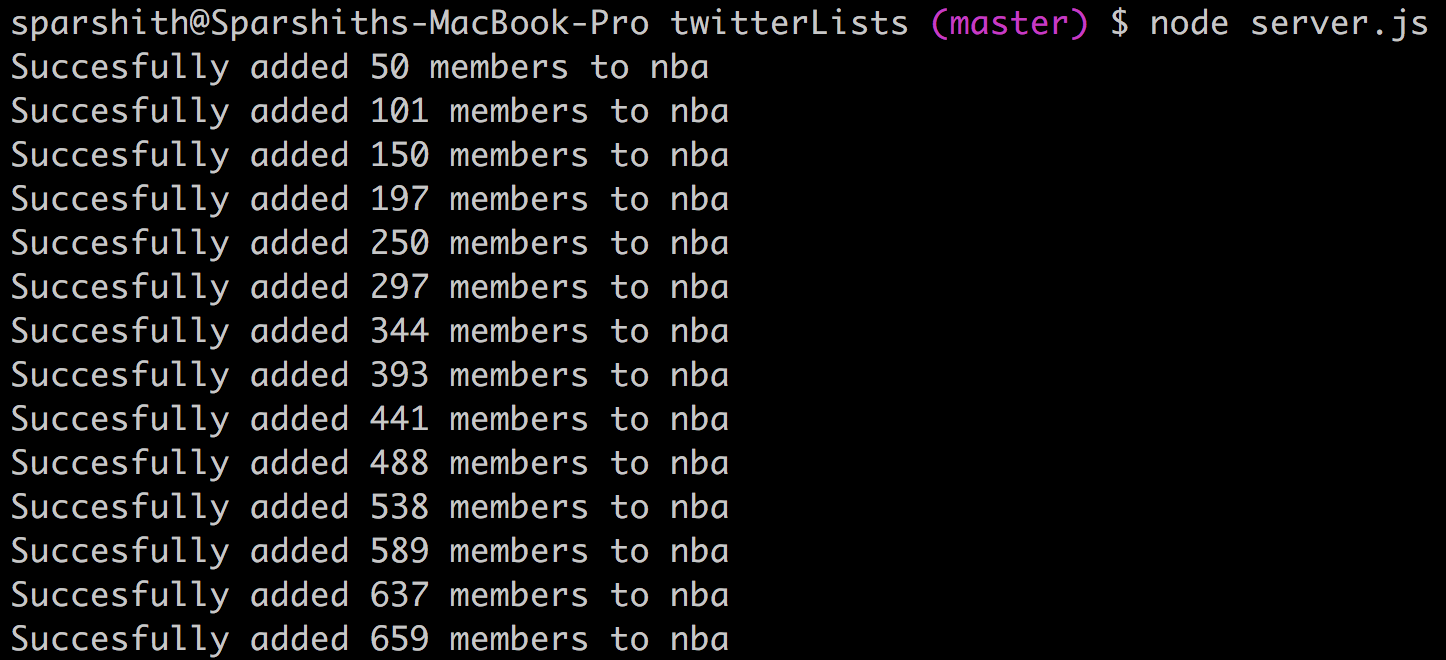 sparshith@Sparshiths-MacBook-Pro twitterLists (master) $ node server.js
Succesfully added 50 members to nba
Succesfully added 101 members to nba
Succesfully added 150 members to nba
Succesfully added 197 members to nba
Succesfully added 250 members to nba
Succesfully added 297 members to nba
Succesfully added 344 members to nba
Succesfully added 393 members to nba
Succesfully added 441 members to nba
Succesfully added 488 members to nba
Succesfully added 538 members to nba
Succesfully added 589 members to nba
Succesfully added 637 members to nba
Succesfully added 659 members to nba